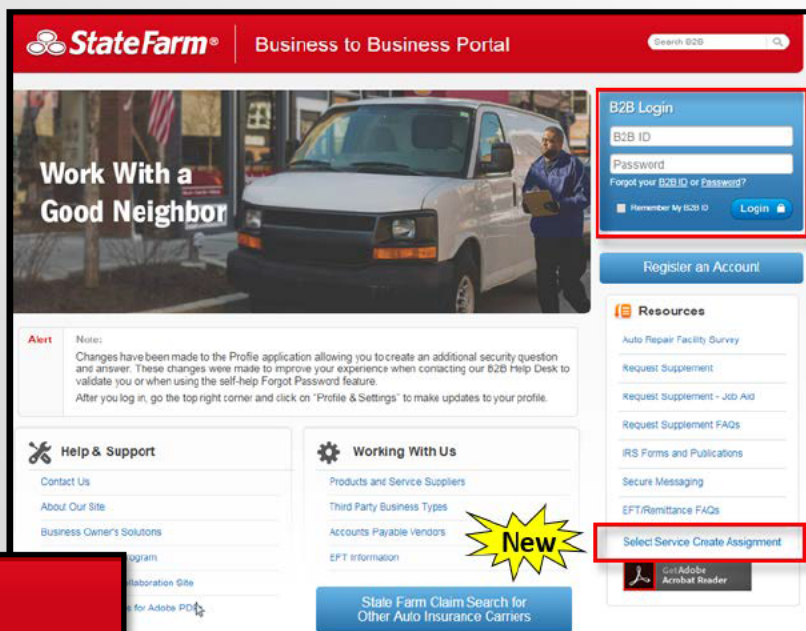 StateFarm®
Business to Business Portal
Search B2B
Work With a
Good Neighbor
B2B Login
B2B ID
Password
Forgot your B2B ID or Password?
Remember My B2B ID
Login
Register an Account
Alert
Note:
Changes have been made to the Profile application allowing you to create an additional security question
and answer. These changes were made to improve your experience when contacting our B2B Help Desk to
validate you or when using the self-help Forgot Password feature.
After you log in, go the top right corner and click on "Profile & Settings" to make updates to your profile.
Resources
Auto Repair Facility Survey
Request Supplement
Request Supplement - Job Aid
Request Supplement FAQs
IRS Forms and Publications
Secure Messaging
EFT/Remittance FAQs
Select Service Create Assignment
Get Adobe
Acrobat Reader
Help & Support
Contact Us
About Our Site
Business Owner's Solutions
ogram
llaboration Site
s for Adobe PDFs
Working With Us
Products and Service Suppliers
Third Party Business Types
Accounts Payable Vendors
EFT Information
New
State Farm Claim Search for
Other Auto Insurance Carriers